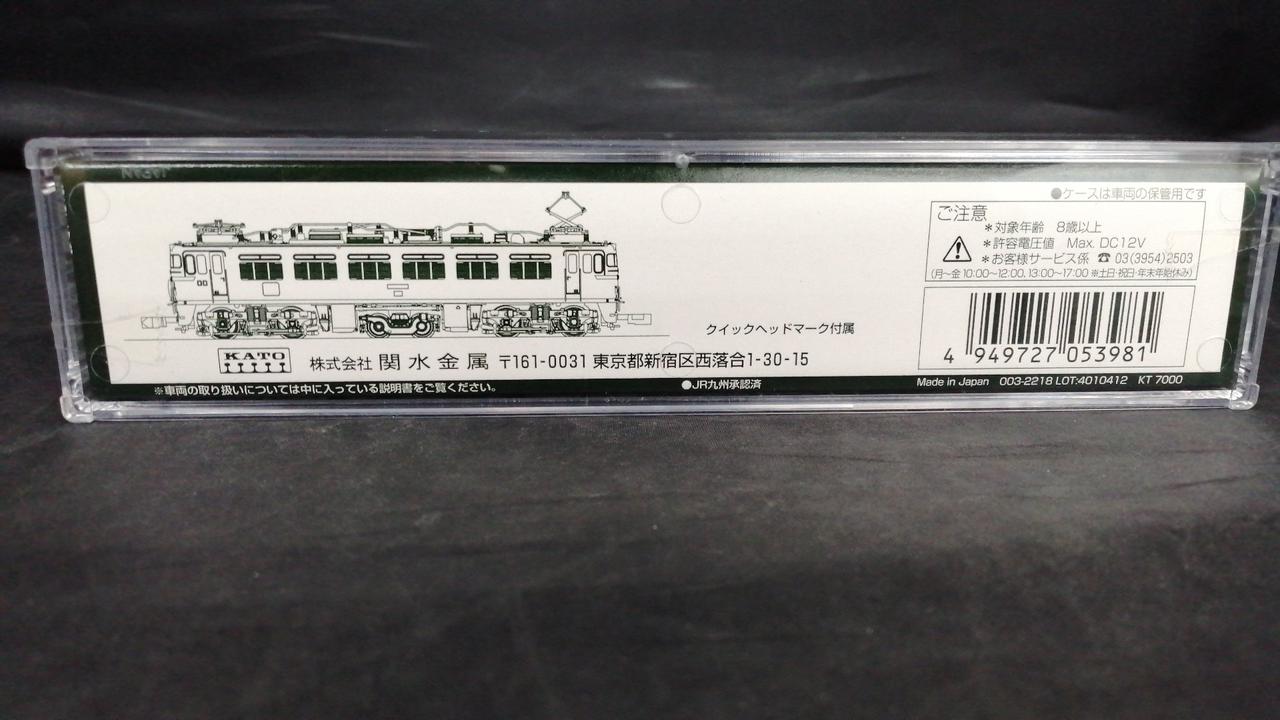 ●ケースは車両の保管用です
ご注意
＊対象年齢 8歳以上
＊許容電圧値 Max. DC12V
＊お客様サービス係 ☎ 03(3954)2503
(月～金 10:00～12:00, 13:00～17:00 ※土日・祝日・年末年始休み)
クイックヘッドマーク付属
KATO 株式会社 関水金属 〒161-0031 東京都新宿区西落合1-30-15
4 949727 053981
※車両の取り扱いについては中に入っている説明書をご覧ください。
●JR九州承認済
Made in Japan 003-2218 LOT:4010412 KT 7000